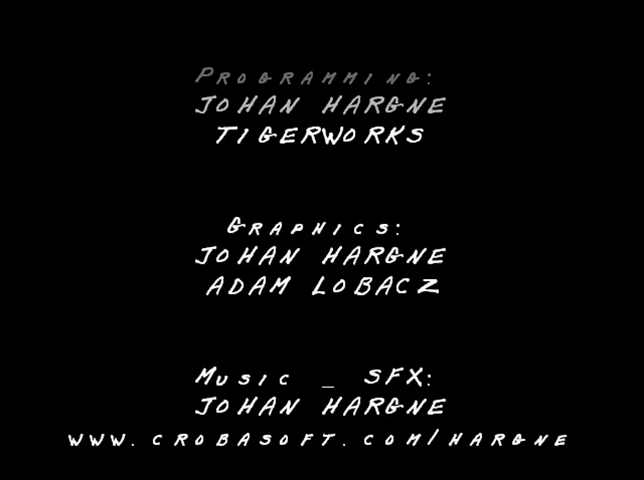 Programming:
JOHAN HARGNE
TIGERWORKS
Graphics:
JOHAN HARGNE
ADAM LOBACZ
Music _ SFX:
JOHAN HARGNE
www.crobasoft.com/hargne